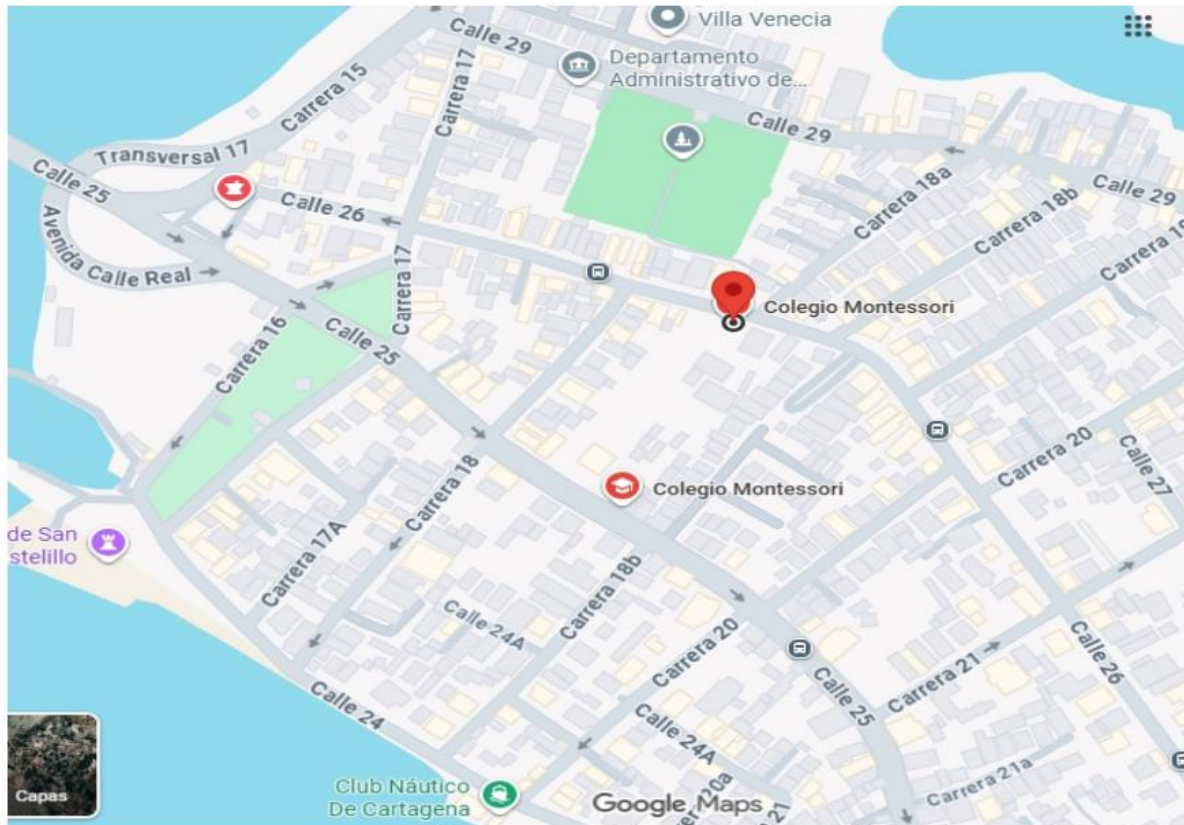 Villa Venecia
Calle 29
Departamento
Administrativo de...
Carrera 17
Carrera 15
Calle 29
Transversal 17
Calle 25
Calle 29
Carrera 18a
Carrera 18b
Calle 26
Avenida Calle Real
Carrera 17
Colegio Montessori
Carrera 16
Calle 25
Carrera 20
Calle 27
Colegio Montessori
Carrera 18
de San
stelillo
Carrera 17A
Carrera 18b
Calle 24A
Carrera 20
Carrera 21
Calle 26
Calle 25
Calle 24
Calle 24A
Carrera 21a
Capas
Club Náutico
De Cartagena
Google Maps
20a
21